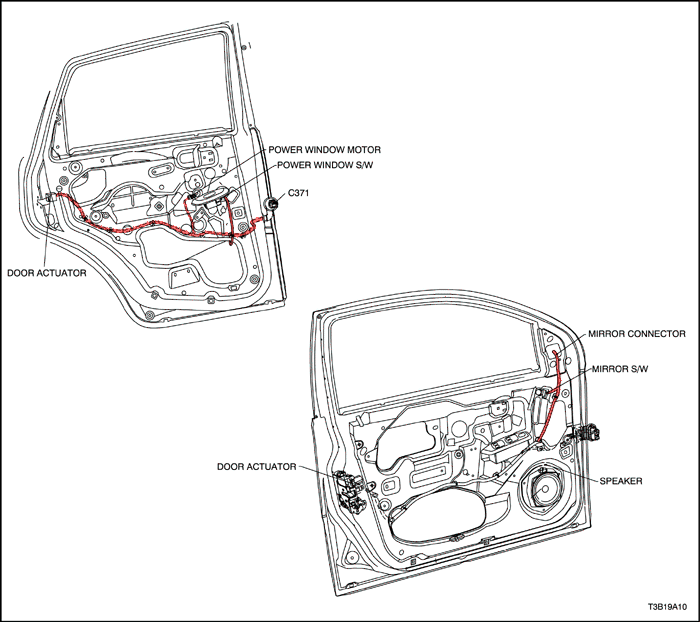 POWER WINDOW MOTOR
POWER WINDOW S/W
C371
DOOR ACTUATOR
MIRROR CONNECTOR
MIRROR S/W
DOOR ACTUATOR
SPEAKER
T3B19A10